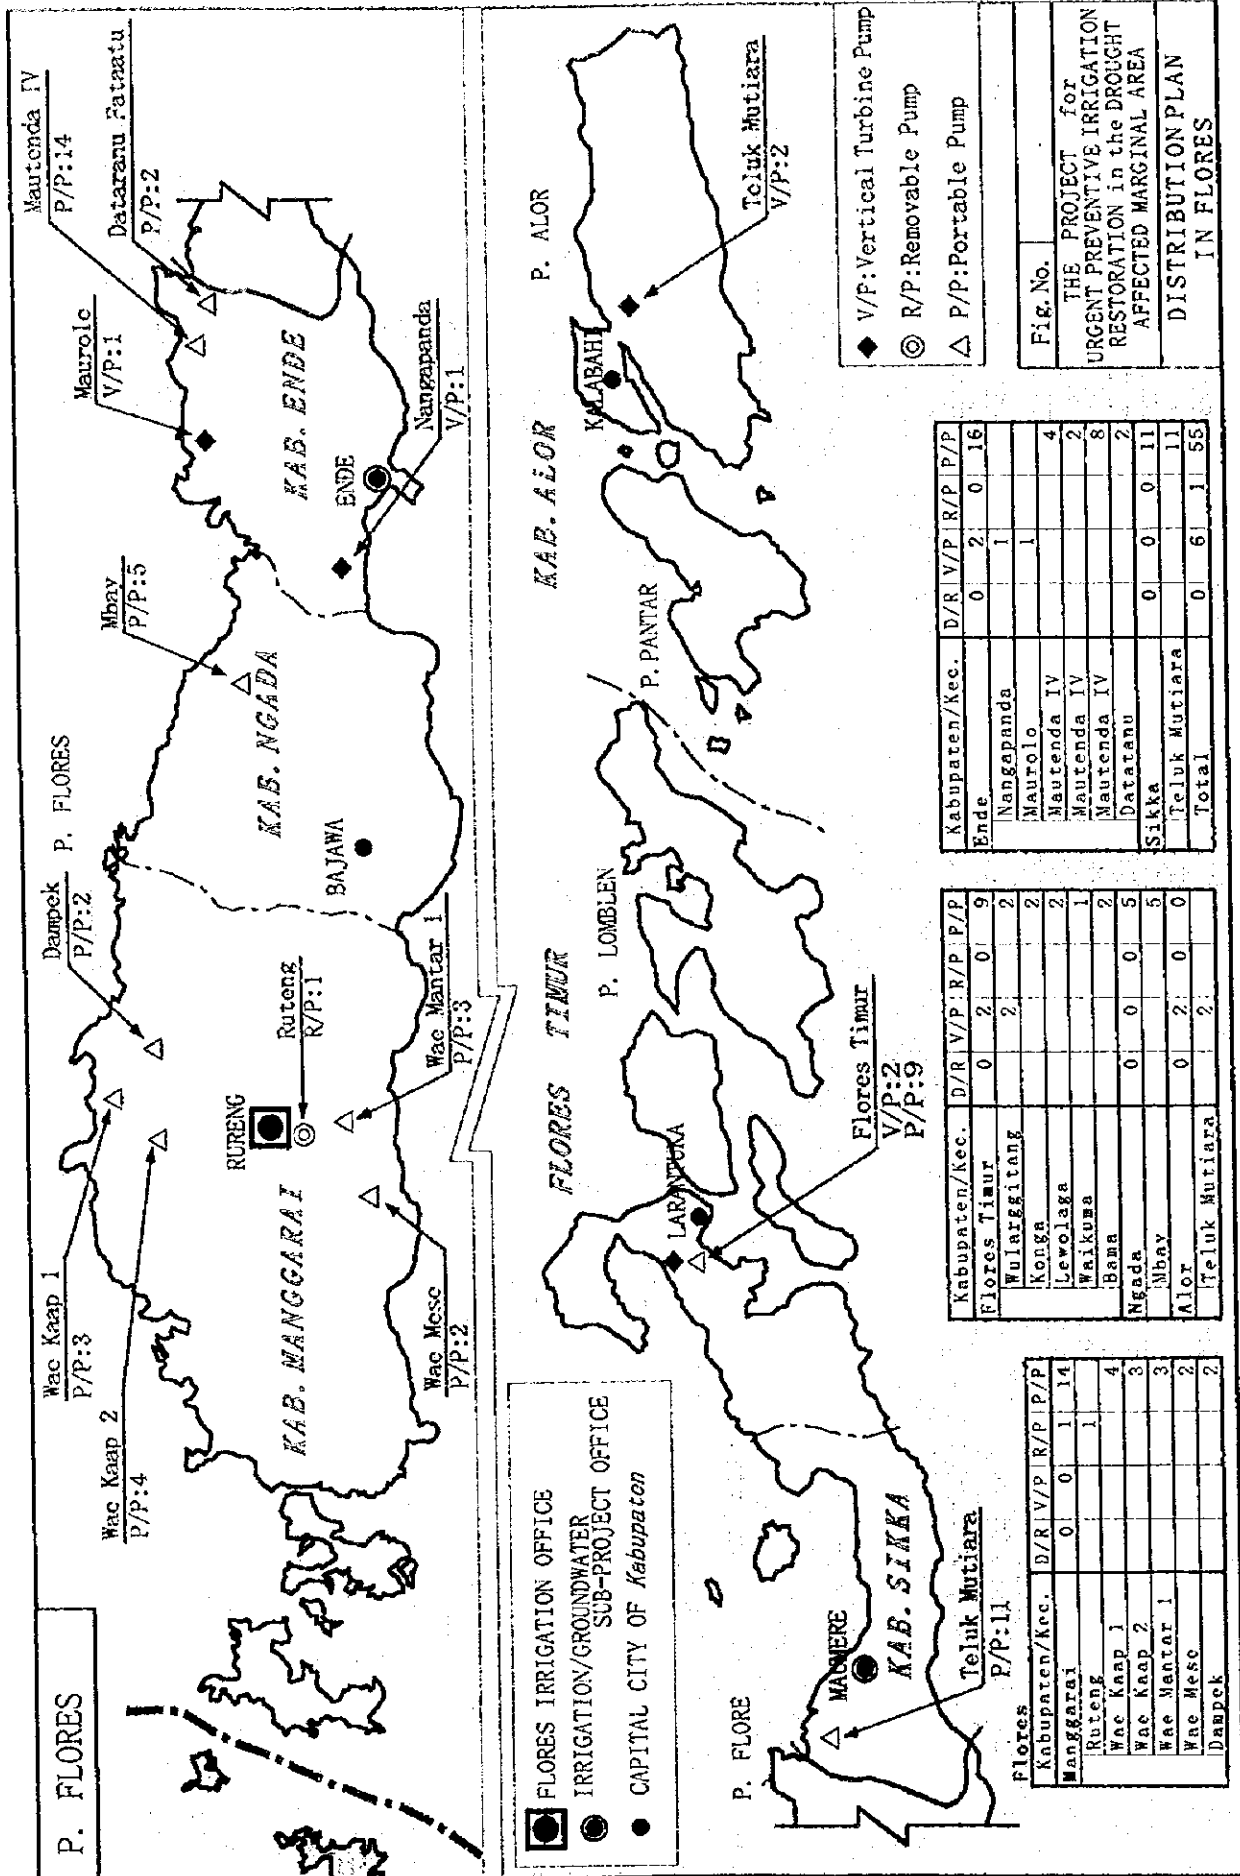 P. FLORES
Wae Kaap 1
P/P:3
Wae Kaap 2
P/P:4
Dampek
P/P:2
P. FLORES
Mbay
P/P:5
Maurole
V/P:1
Mautenda IV
P/P:14
Dataranu Fataatu
P/P:2
KAB. MANGGARAI
RURENG
Ruteng
R/P:1
Wae Mese
P/P:2
Wae Mantar 1
P/P:3
KAB. NGADA
BAJAWA
KAB. ENDE
ENDE
Nangapanda
V/P:1
FLORES IRRIGATION OFFICE
IRRIGATION/GROUNDWATER
SUB-PROJECT OFFICE
CAPITAL CITY OF Kabupaton
P. FLORE
MAUMERE
KAB. SIKKA
Teluk Mutiara
P/P:11
FLORES TIMUR
LARANTUKA
Flores Timur
V/P:2
P/P:9
P. LOMBLEN
P. PANTAR
KAB. ALOR
KALABAHI
P. ALOR
Teluk Mutiara
V/P:2
V/P:Vertical Turbine Pump
R/P:Removable Pump
P/P:Portable Pump
Flores
Kabupaten/Kec. D/R V/P R/P P/P
Manggarai 0 0 1 14
Ruteng 1
Wae Kaap 1 4
Wae Kaap 2 3
Wae Mantar 1 3
Wae Mese 2
Dampek 2
Kabupaten/Kec. D/R V/P R/P P/P
Flores Timur 0 2 0 9
Wularggitang 2 2
Konga 2
Lewolaga 2
Waikuma 1
Bama 2
Ngada 0 0 0 5
Mbay 5
Alor 0 2 0 0
Teluk Mutiara 2
Kabupaten/Kec. D/R V/P R/P P/P
Ende 0 2 0 16
Nangapanda 1
Maurolo 1
Mautenda IV 4
Mautenda IV 2
Mautenda IV 8
Datatanu 2
Sikka 0 0 0 11
Teluk Mutiara 11
Total 0 6 1 55
Fig. No.
THE PROJECT for
URGENT PREVENTIVE IRRIGATION
RESTORATION in the DROUGHT
AFFECTED MARGINAL AREA
DISTRIBUTION PLAN
IN FLORES